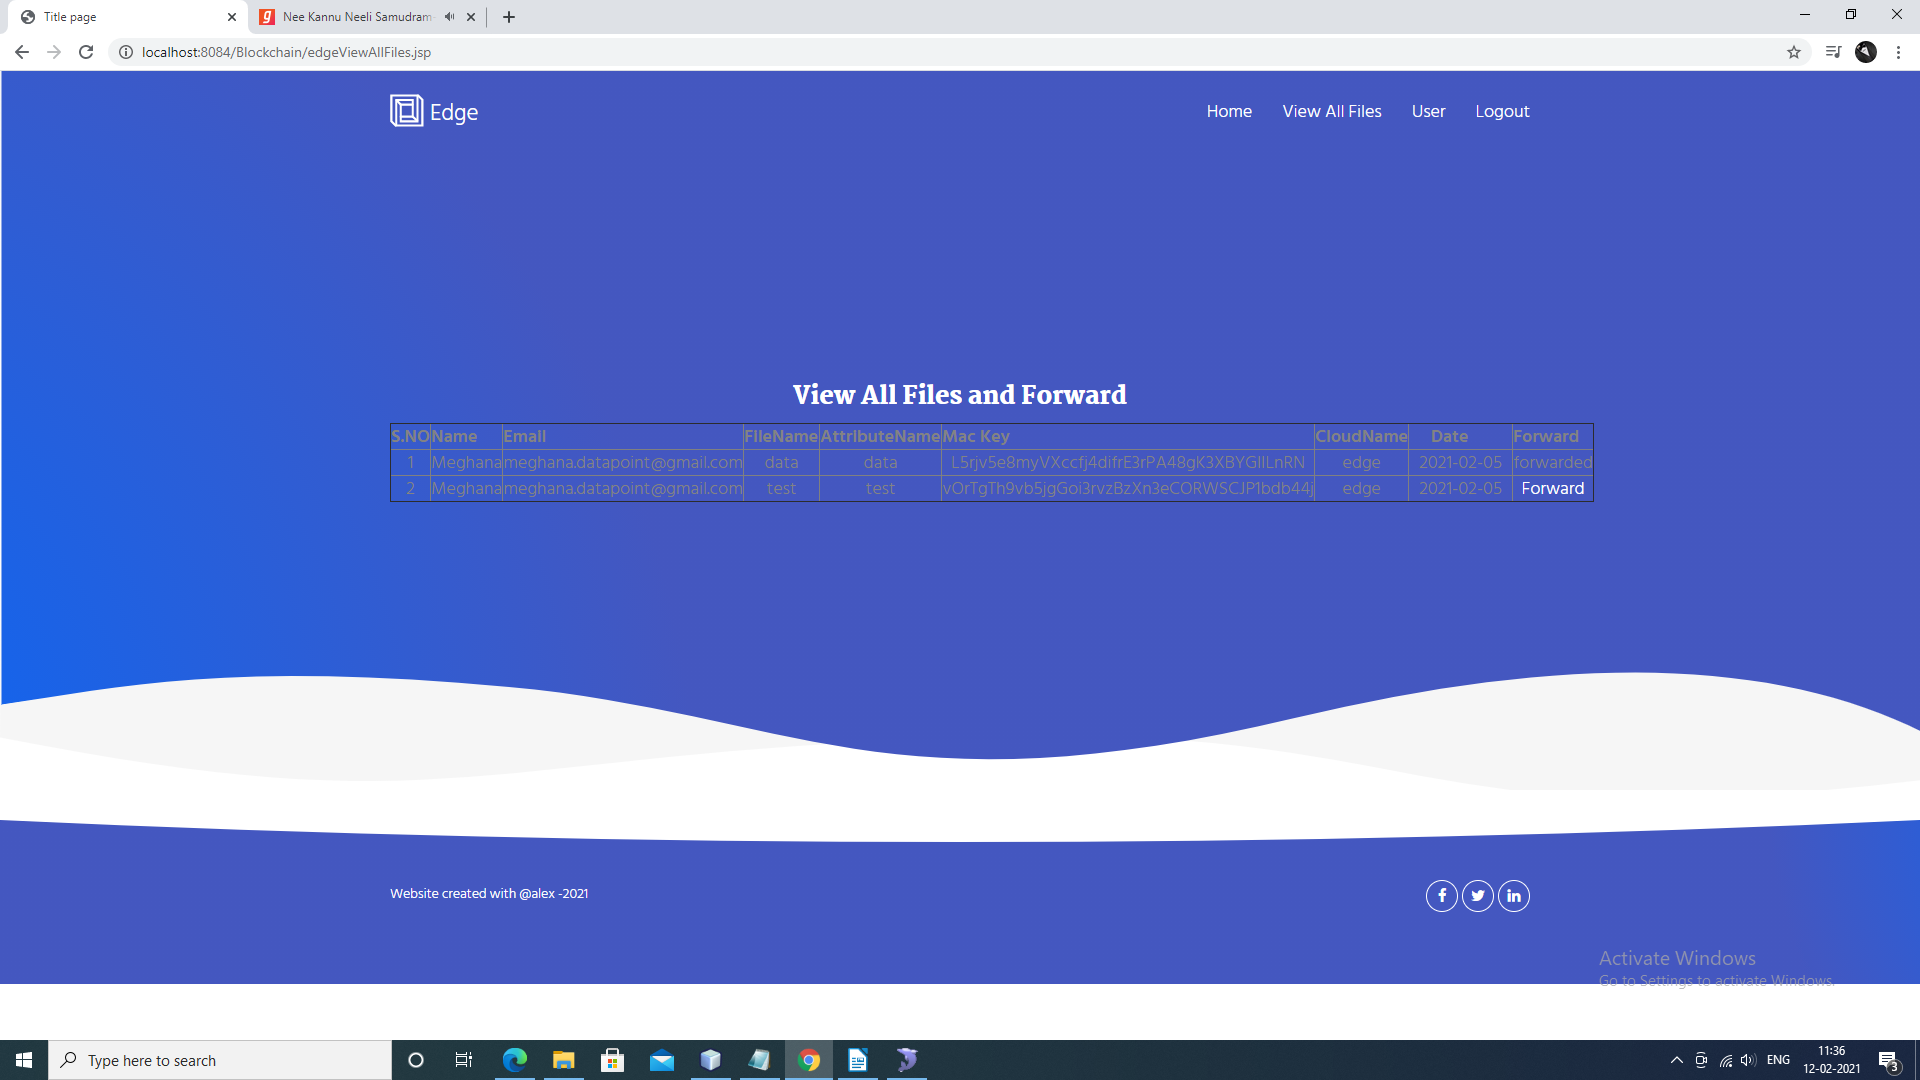 Title page
Nee Kannu Neeli Samudram
localhost:8084/Blockchain/edgeViewAllFiles.jsp
Edge
Home View All Files User Logout
View All Files and Forward
S.NO Name Email FileName AttributeName Mac Key CloudName Date Forward
1 Meghana meghana.datapoint@gmail.com data data L5rjv5e8myVXccfj4difrE3rPA48gK3XBYGIlLnRN edge 2021-02-05 forwarded
2 Meghana meghana.datapoint@gmail.com test test vOrTgTh9vb5jgGoi3rvzBzXn3eCORWSCJP1bdb44j edge 2021-02-05 Forward
Website created with @alex -2021
Activate Windows
Go to Settings to activate Windows.
Type here to search
ENG
11:36
12-02-2021
3